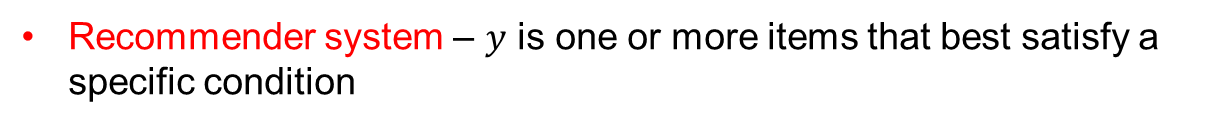 • Recommender system – y is one or more items that best satisfy a
specific condition